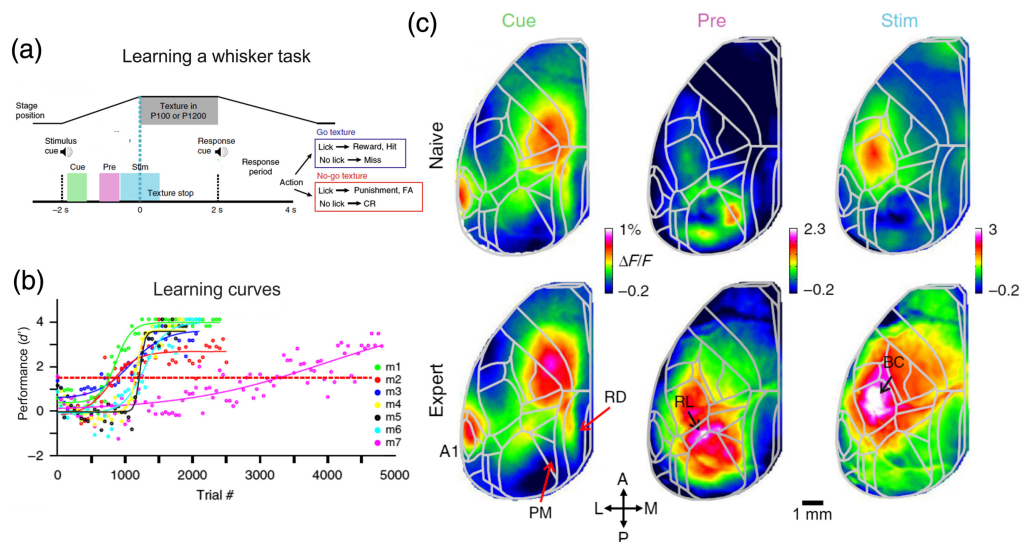 (a)
Learning a whisker task
Stage
position
Texture in
P100 or P1200
Stimulus
cue
Response
cue
Cue
Pre
Stim
Texture stop
Response
period
Action
Go texture
Lick → Reward, Hit
No lick → Miss
No-go texture
Lick → Punishment, FA
No lick → CR
−2 s
0
2 s
4 s
(b)
Learning curves
Performance (d')
4
2
0
−2
0
1000
2000
3000
4000
5000
Trial #
m1
m2
m3
m4
m5
m6
m7
(c)
Cue
Pre
Stim
Naive
1%
ΔF/F
−0.2
2.3
−0.2
3
−0.2
Expert
A1
RD
PM
RL
BC
A
L
M
P
1 mm